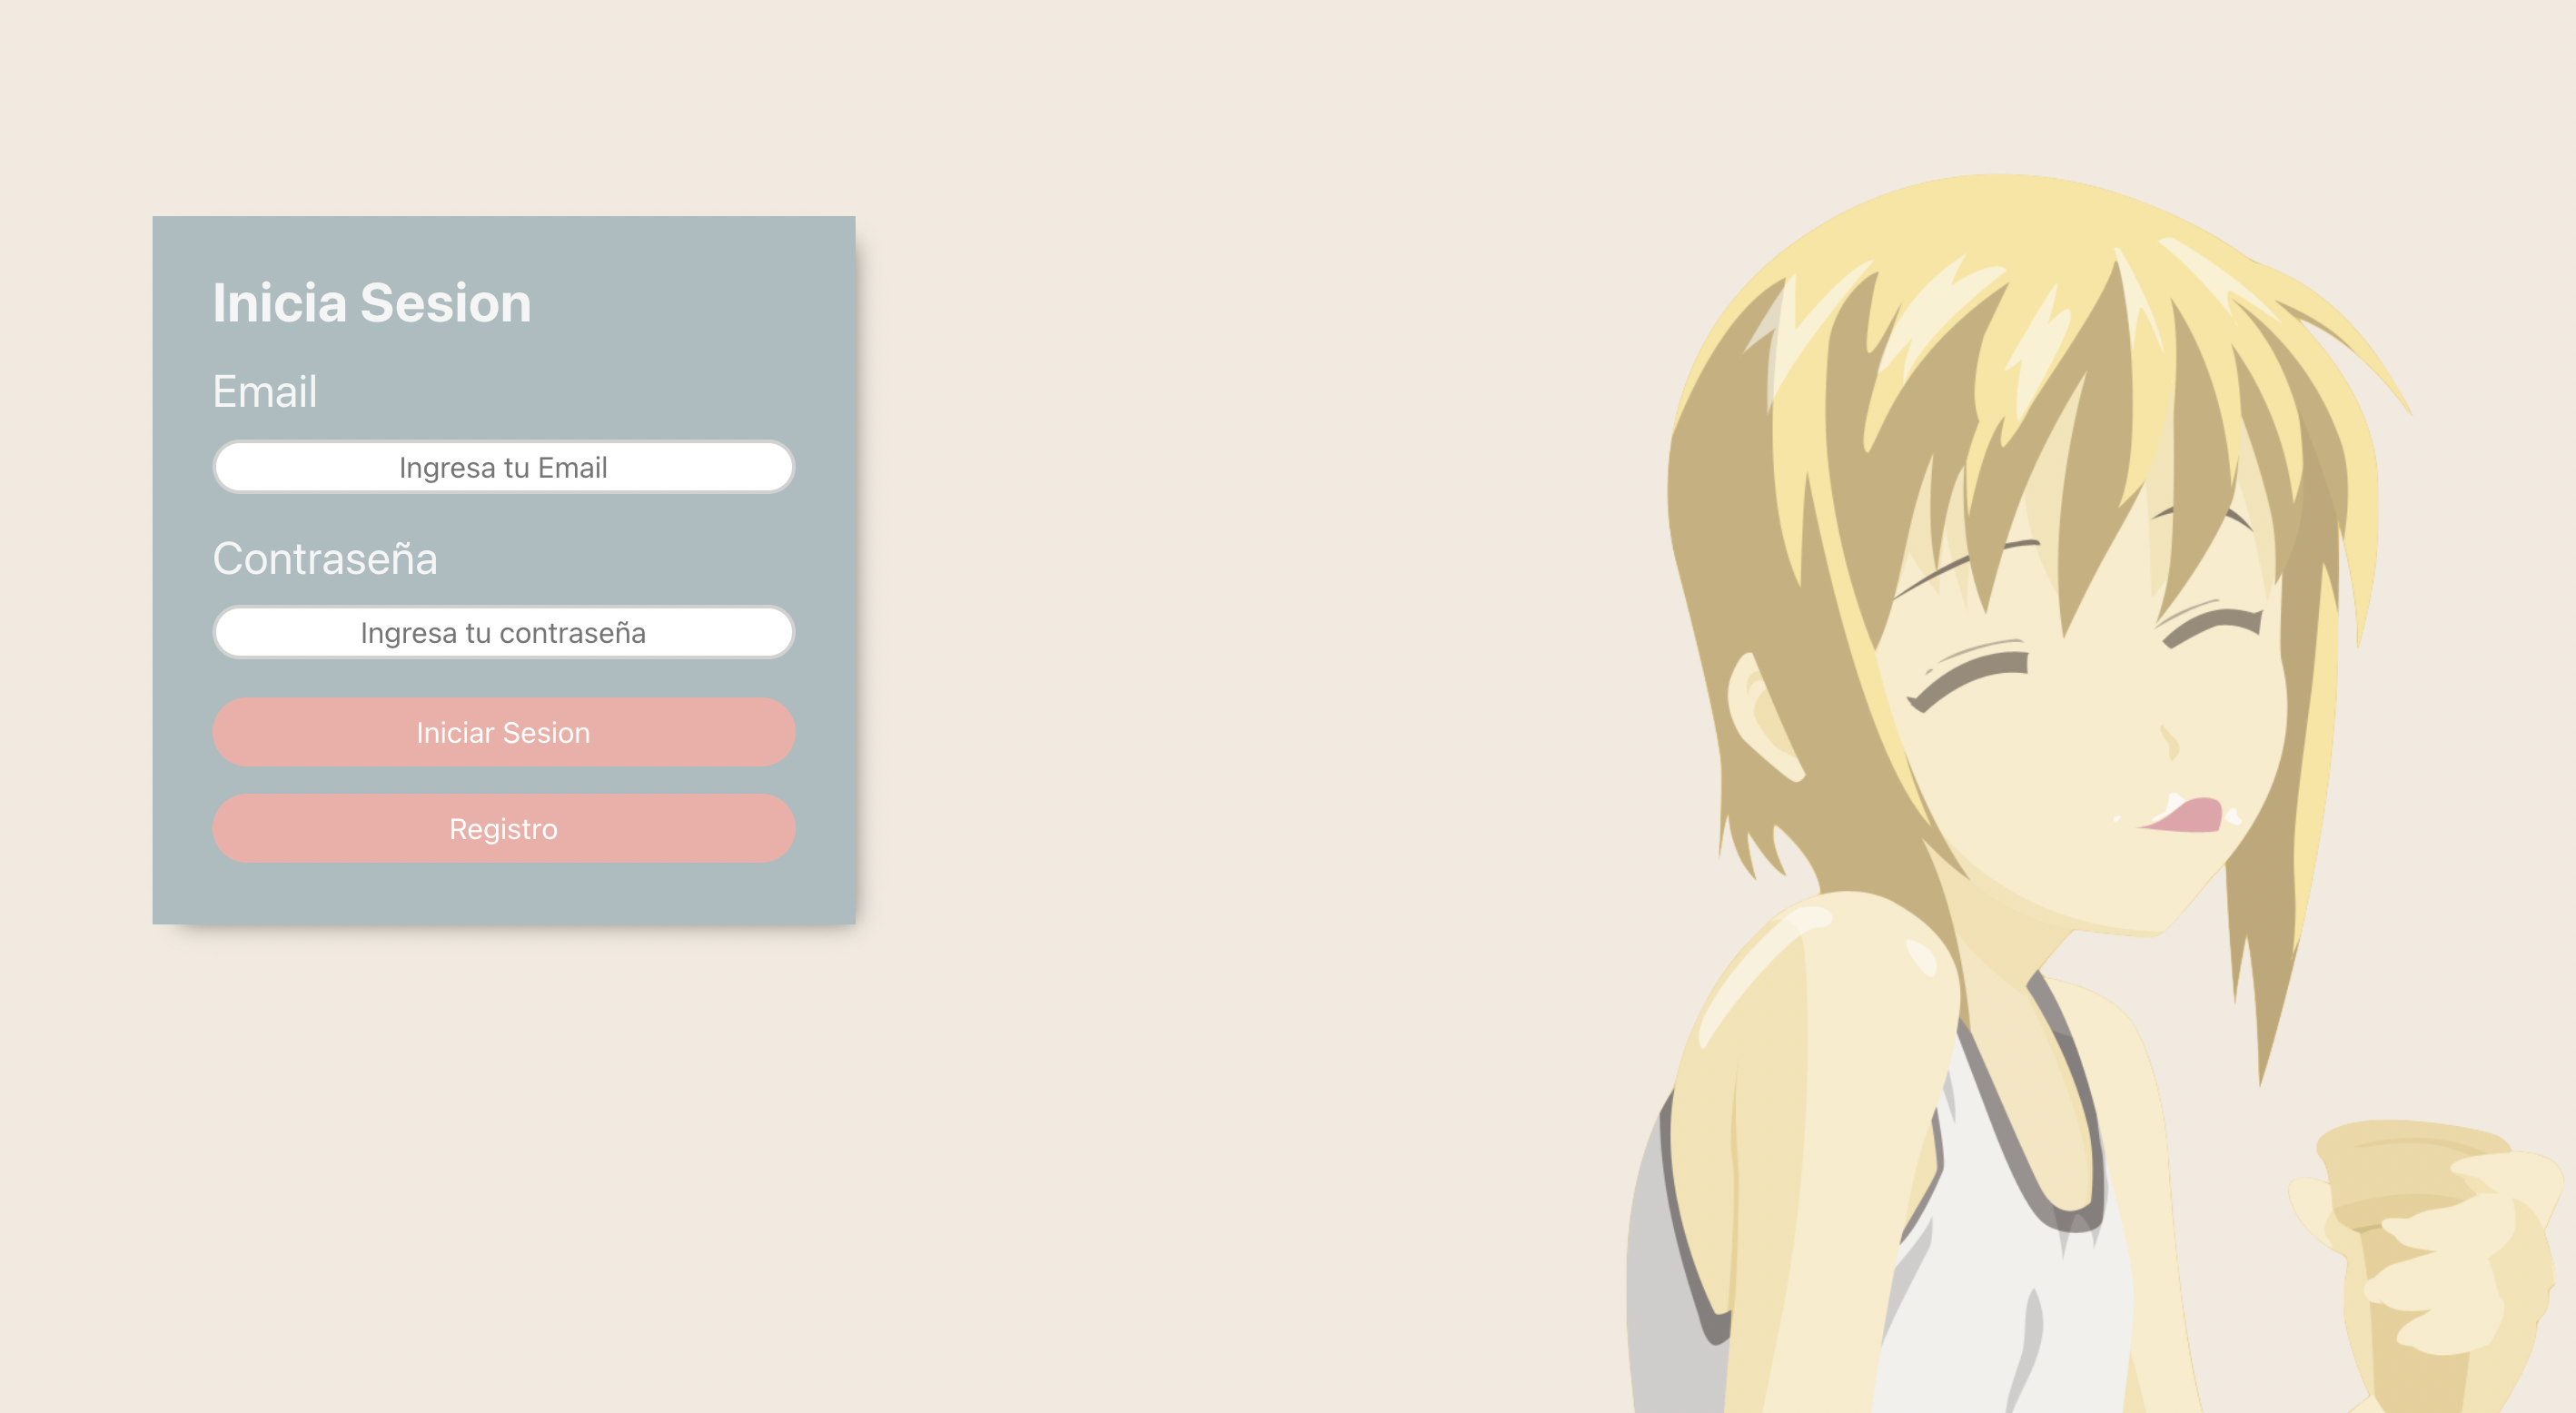 Inicia Sesion
Email
Ingresa tu Email
Contraseña
Ingresa tu contraseña
Iniciar Sesion
Registro